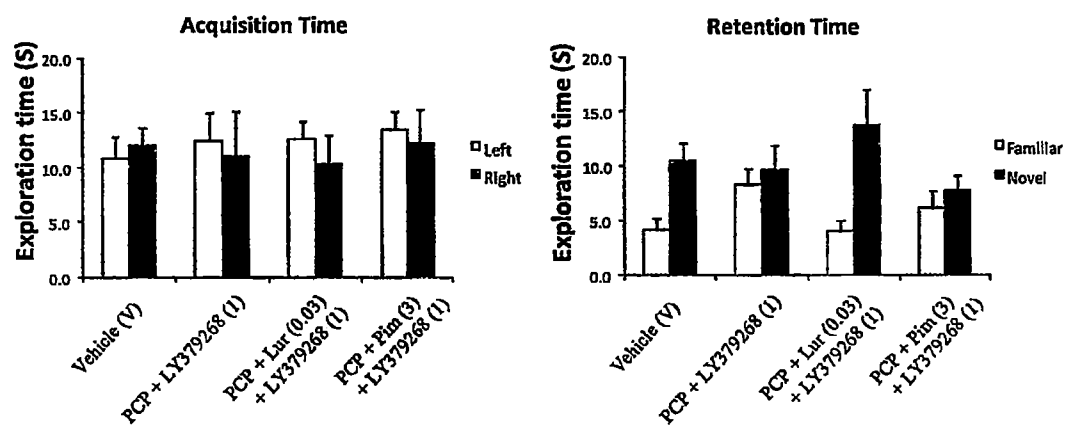 Acquisition Time
Exploration time (S)
20.0
15.0
10.0
5.0
0.0
Left
Right
Vehicle (V)
PCP + LY379268 (1)
PCP + Lur (0.03)
+ LY379268 (1)
PCP + Pim (3)
+ LY379268 (1)
Retention Time
Exploration time (S)
20.0
15.0
10.0
5.0
0.0
Familiar
Novel
Vehicle (V)
PCP + LY379268 (1)
PCP + Lur (0.03)
+ LY379268 (1)
PCP + Pim (3)
+ LY379268 (1)